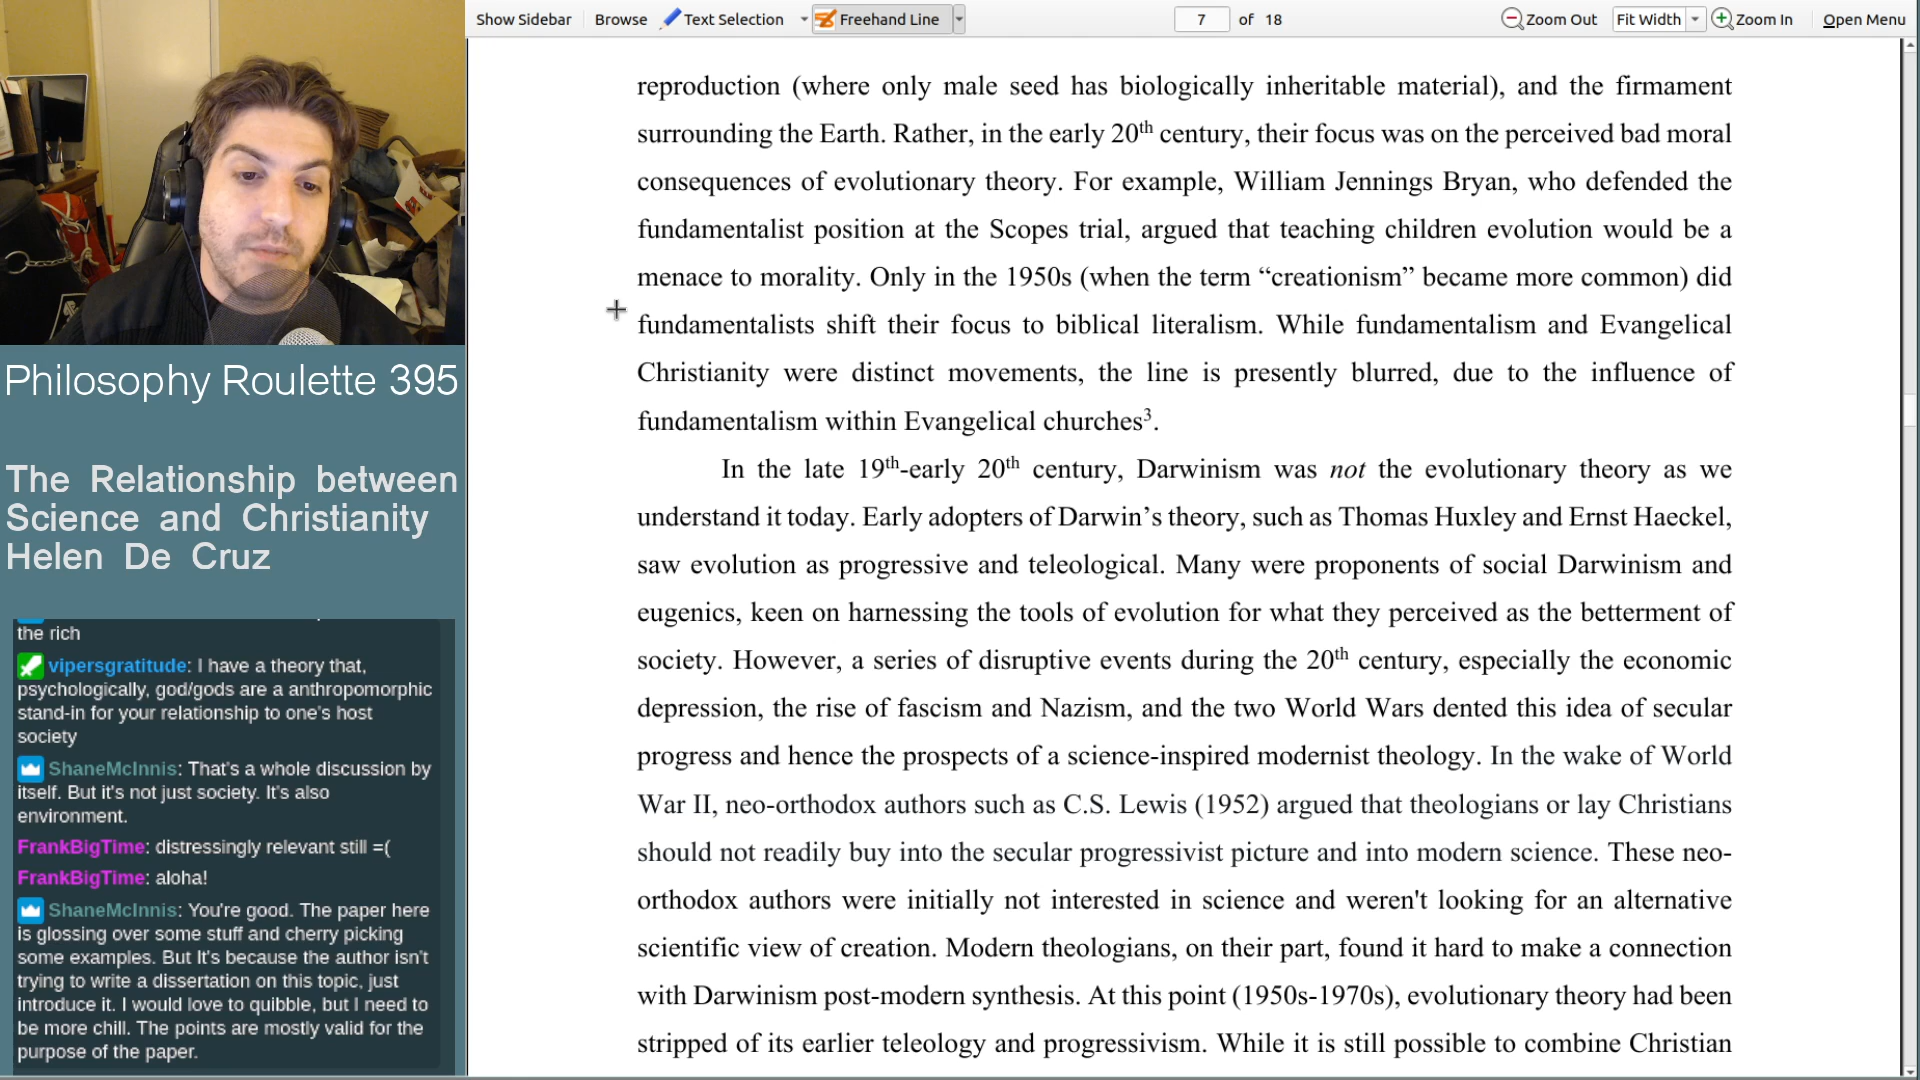 Show Sidebar Browse Text Selection Freehand Line 7 of 18 Zoom Out Fit Width Zoom In Open Menu
reproduction (where only male seed has biologically inheritable material), and the firmament
surrounding the Earth. Rather, in the early 20th century, their focus was on the perceived bad moral
consequences of evolutionary theory. For example, William Jennings Bryan, who defended the
fundamentalist position at the Scopes trial, argued that teaching children evolution would be a
menace to morality. Only in the 1950s (when the term “creationism” became more common) did
fundamentalists shift their focus to biblical literalism. While fundamentalism and Evangelical
Christianity were distinct movements, the line is presently blurred, due to the influence of
fundamentalism within Evangelical churches3.
In the late 19th-early 20th century, Darwinism was not the evolutionary theory as we
understand it today. Early adopters of Darwin’s theory, such as Thomas Huxley and Ernst Haeckel,
saw evolution as progressive and teleological. Many were proponents of social Darwinism and
eugenics, keen on harnessing the tools of evolution for what they perceived as the betterment of
society. However, a series of disruptive events during the 20th century, especially the economic
depression, the rise of fascism and Nazism, and the two World Wars dented this idea of secular
progress and hence the prospects of a science-inspired modernist theology. In the wake of World
War II, neo-orthodox authors such as C.S. Lewis (1952) argued that theologians or lay Christians
should not readily buy into the secular progressivist picture and into modern science. These neo-
orthodox authors were initially not interested in science and weren't looking for an alternative
scientific view of creation. Modern theologians, on their part, found it hard to make a connection
with Darwinism post-modern synthesis. At this point (1950s-1970s), evolutionary theory had been
stripped of its earlier teleology and progressivism. While it is still possible to combine Christian
Philosophy Roulette 395
The Relationship between
Science and Christianity
Helen De Cruz
the rich
vipersgratitude: I have a theory that,
psychologically, god/gods are a anthropomorphic
stand-in for your relationship to one's host
society
ShaneMcInnis: That's a whole discussion by
itself. But it's not just society. It's also
environment.
FrankBigTime: distressingly relevant still =(
FrankBigTime: aloha!
ShaneMcInnis: You're good. The paper here
is glossing over some stuff and cherry picking
some examples. But It's because the author isn't
trying to write a dissertation on this topic, just
introduce it. I would love to quibble, but I need to
be more chill. The points are mostly valid for the
purpose of the paper.